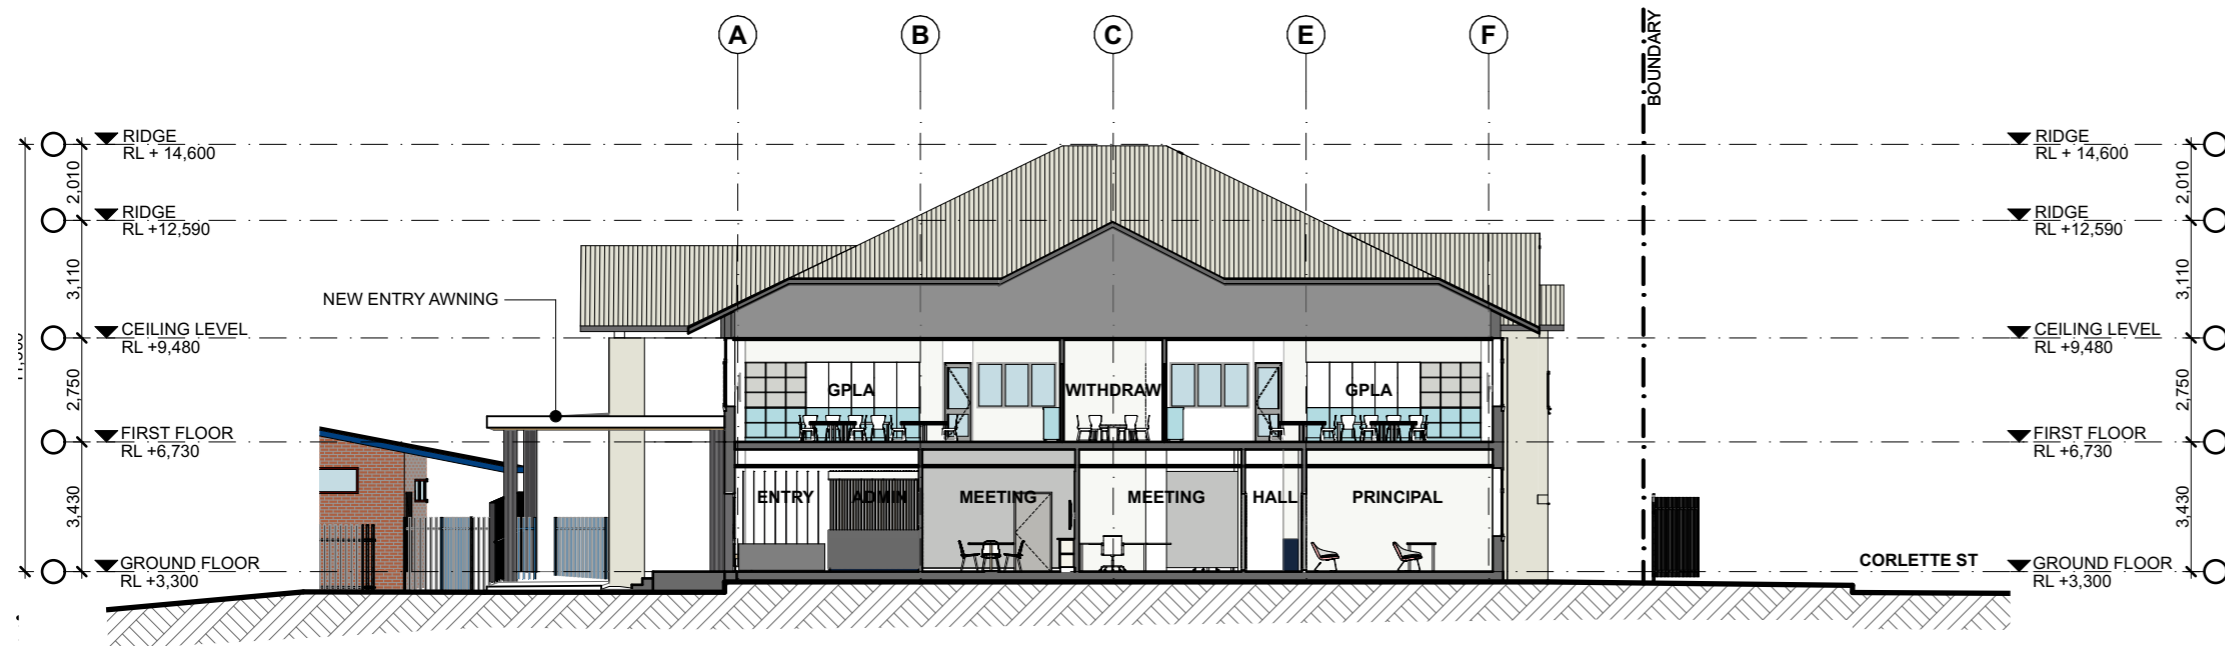 A
B
C
E
F
BOUNDARY
RIDGE
RL + 14,600
2,010
RIDGE
RL +12,590
3,110
CEILING LEVEL
RL +9,480
2,750
FIRST FLOOR
RL +6,730
3,430
GROUND FLOOR
RL +3,300
NEW ENTRY AWNING
GPLA
WITHDRAW
GPLA
ENTRY
ADMIN
MEETING
MEETING
HALL
PRINCIPAL
CORLETTE ST
RIDGE
RL + 14,600
2,010
RIDGE
RL +12,590
3,110
CEILING LEVEL
RL +9,480
2,750
FIRST FLOOR
RL +6,730
3,430
GROUND FLOOR
RL +3,300